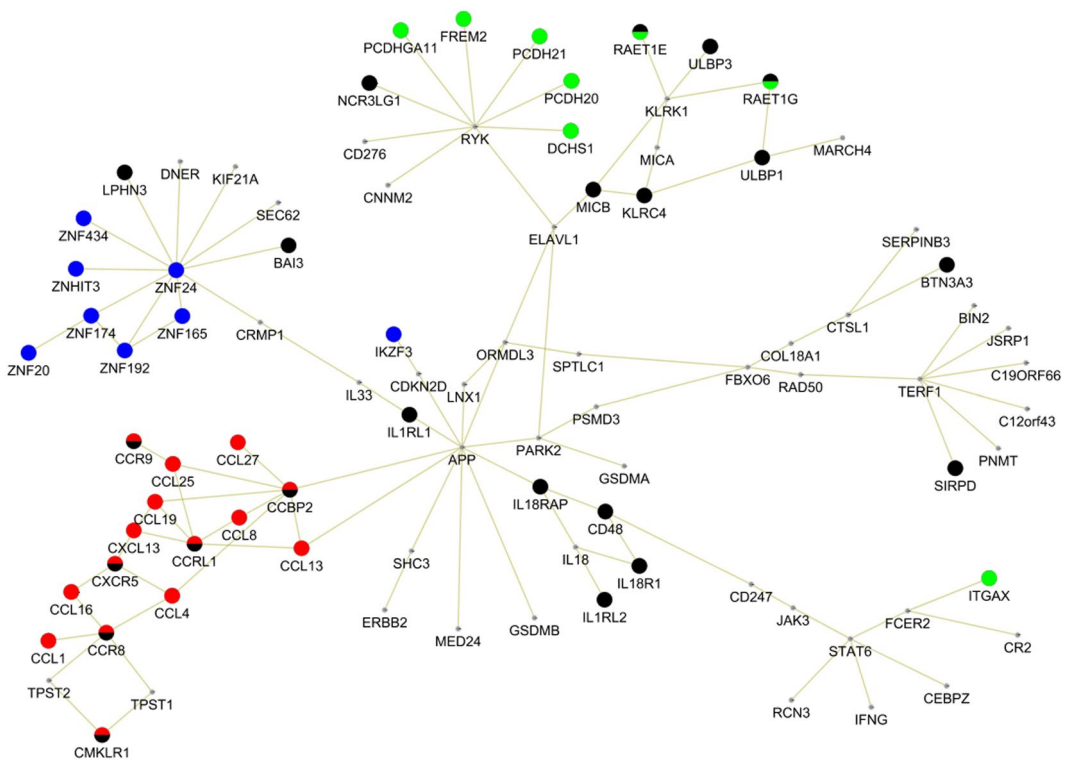 FREM2
PCDHGA11
PCDH21
RAET1E
ULBP3
NCR3LG1
PCDH20
RAET1G
KLRK1
RYK
CD276
DCHS1
MICA
MARCH4
CNNM2
ULBP1
MICB
KLRC4
LPHN3
DNER
KIF21A
SEC62
ZNF434
BAI3
ZNHIT3
ZNF24
ELAVL1
SERPINB3
BTN3A3
ZNF174
ZNF165
CRMP1
CTSL1
BIN2
JSRP1
ZNF20
ZNF192
IKZF3
ORMDL3
COL18A1
SPTLC1
FBXO6
RAD50
C19ORF66
CDKN2D
LNX1
IL33
TERF1
IL1RL1
PSMD3
C12orf43
APP
PARK2
PNMT
CCR9
CCL27
GSDMA
SIRPD
CCL25
CCBP2
IL18RAP
CCL19
CCL8
CD48
CXCL13
CCRL1
CCL13
SHC3
IL18
IL18R1
CXCR5
CCL16
CCL4
ERBB2
MED24
GSDMB
IL1RL2
CD247
ITGAX
JAK3
FCER2
CCL1
CCR8
STAT6
CR2
TPST2
TPST1
RCN3
IFNG
CEBPZ
CMKLR1